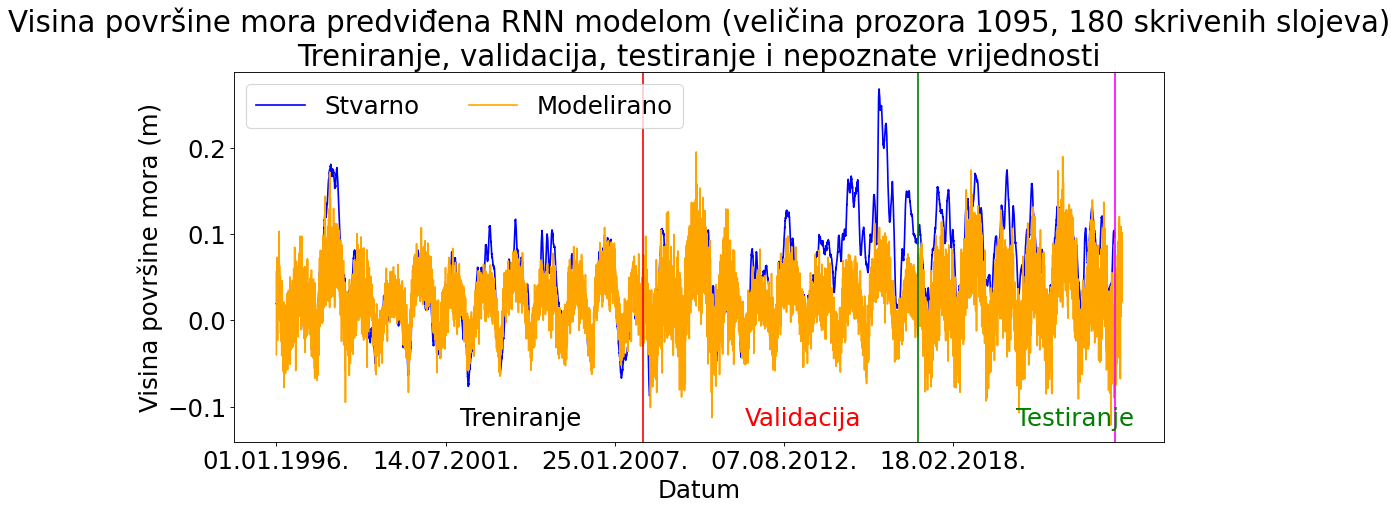 Visina površine mora predviđena RNN modelom (veličina prozora 1095, 180 skrivenih slojeva)
Treniranje, validacija, testiranje i nepoznate vrijednosti
Stvarno
Modelirano
Visina površine mora (m)
0.2
0.1
0.0
−0.1
Treniranje
Validacija
Testiranje
01.01.1996.
14.07.2001.
25.01.2007.
07.08.2012.
18.02.2018.
Datum